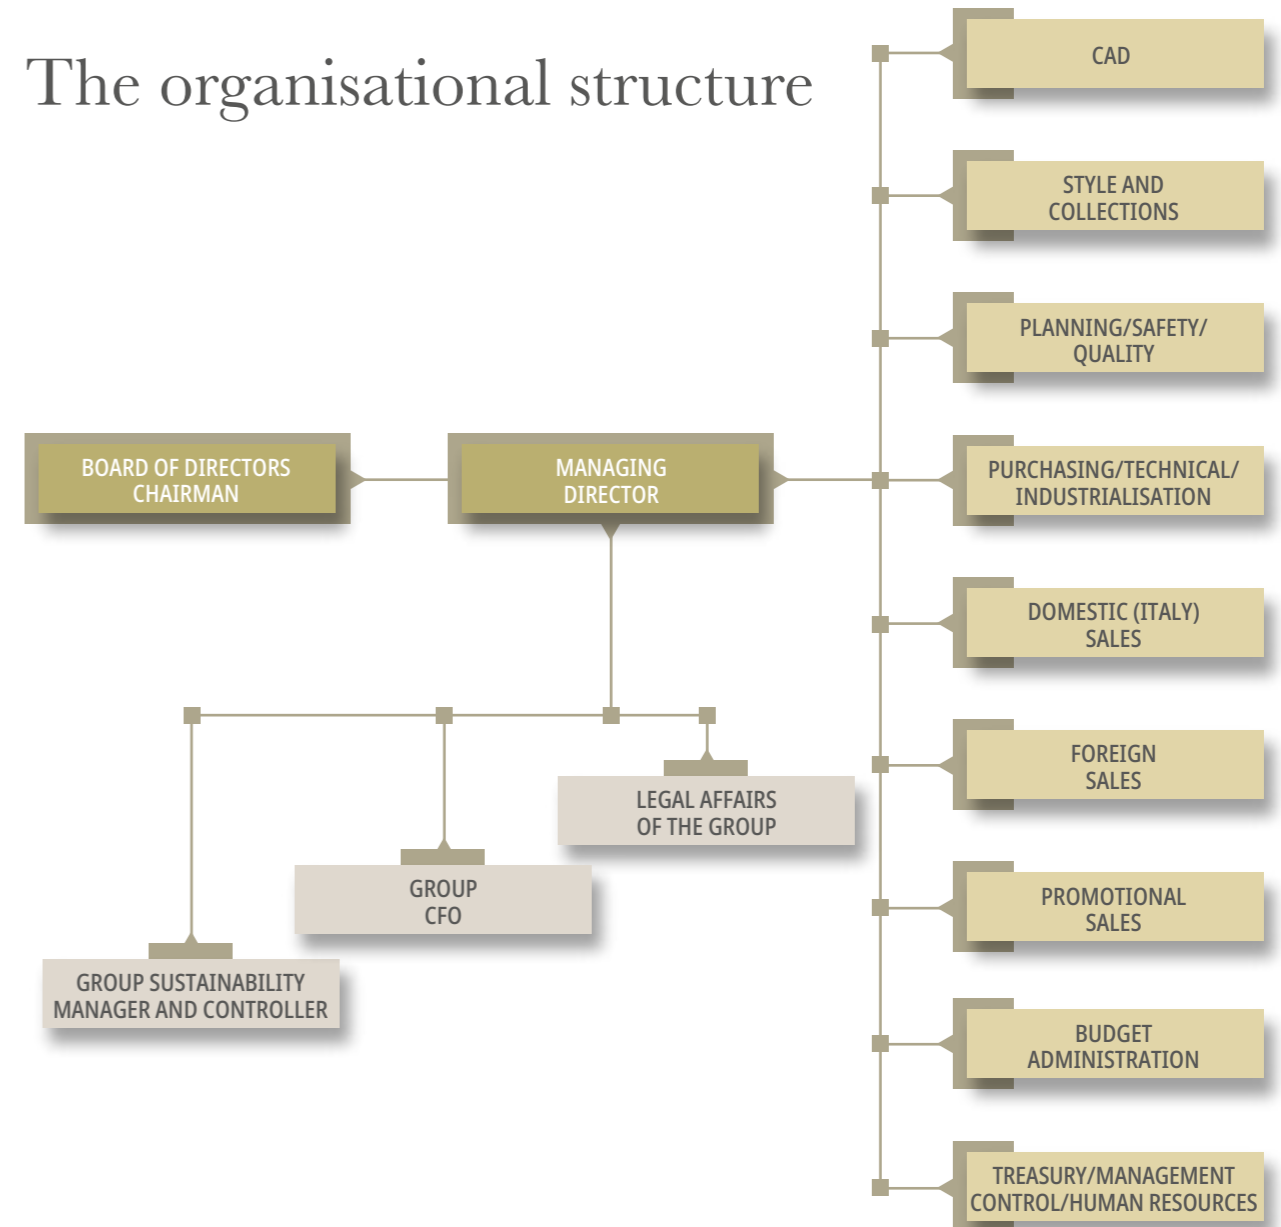 The organisational structure
CAD
STYLE AND
COLLECTIONS
PLANNING/SAFETY/
QUALITY
BOARD OF DIRECTORS
CHAIRMAN
MANAGING
DIRECTOR
PURCHASING/TECHNICAL/
INDUSTRIALISATION
DOMESTIC (ITALY)
SALES
FOREIGN
SALES
LEGAL AFFAIRS
OF THE GROUP
GROUP
CFO
PROMOTIONAL
SALES
GROUP SUSTAINABILITY
MANAGER AND CONTROLLER
BUDGET
ADMINISTRATION
TREASURY/MANAGEMENT
CONTROL/HUMAN RESOURCES